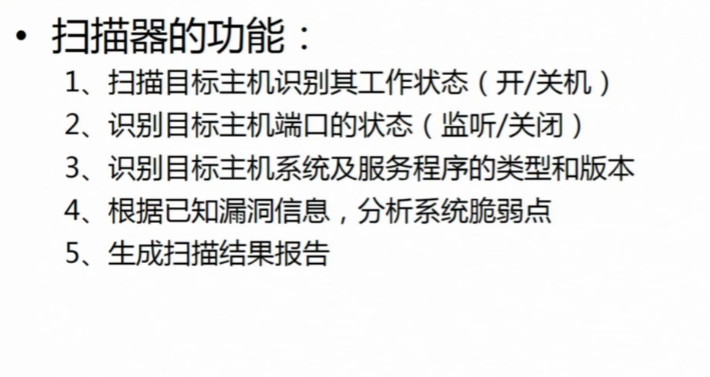 • 扫描器的功能：
1、扫描目标主机识别其工作状态（开/关机）
2、识别目标主机端口的状态（监听/关闭）
3、识别目标主机系统及服务程序的类型和版本
4、根据已知漏洞信息，分析系统脆弱点
5、生成扫描结果报告